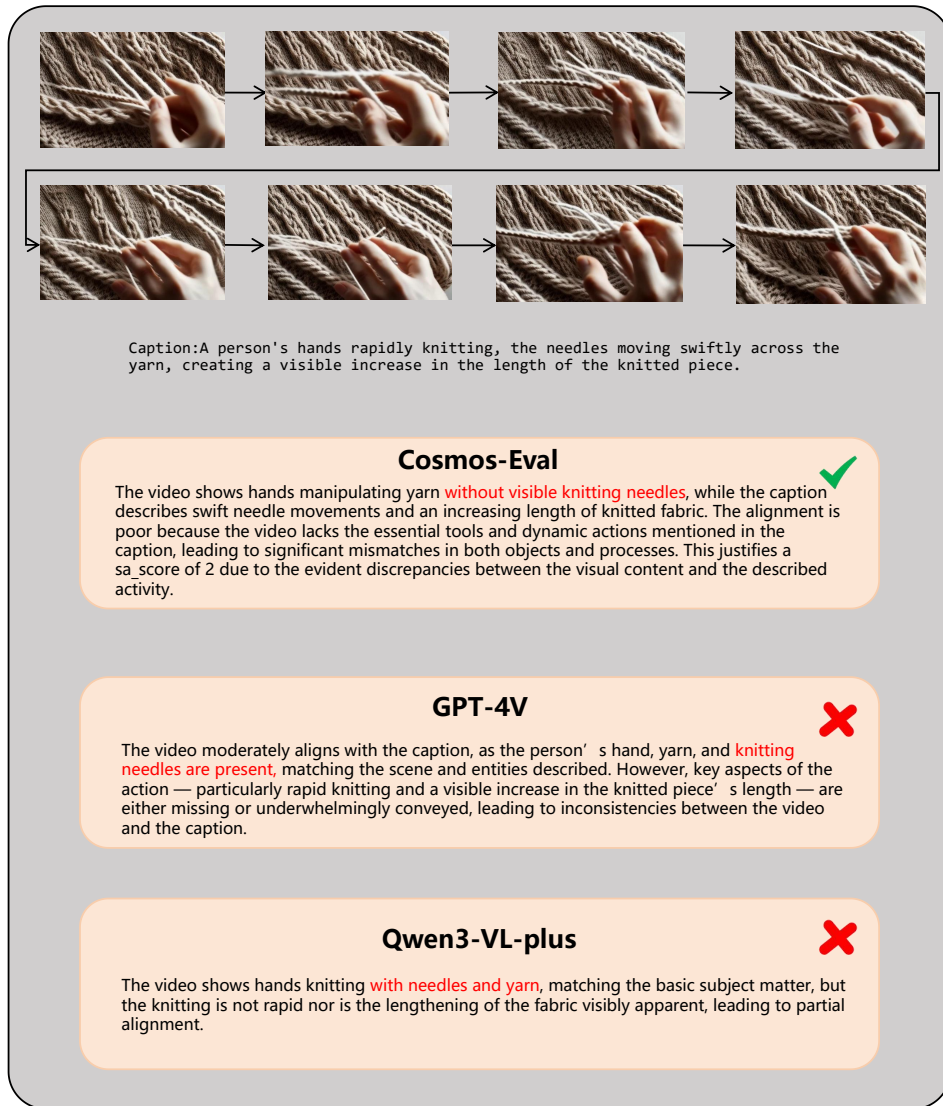 Caption:A person's hands rapidly knitting, the needles moving swiftly across the
yarn, creating a visible increase in the length of the knitted piece.
Cosmos-Eval
The video shows hands manipulating yarn without visible knitting needles, while the caption
describes swift needle movements and an increasing length of knitted fabric. The alignment is
poor because the video lacks the essential tools and dynamic actions mentioned in the
caption, leading to significant mismatches in both objects and processes. This justifies a
sa_score of 2 due to the evident discrepancies between the visual content and the described
activity.
GPT-4V
The video moderately aligns with the caption, as the person' s hand, yarn, and knitting
needles are present, matching the scene and entities described. However, key aspects of the
action — particularly rapid knitting and a visible increase in the knitted piece' s length — are
either missing or underwhelmingly conveyed, leading to inconsistencies between the video
and the caption.
Qwen3-VL-plus
The video shows hands knitting with needles and yarn, matching the basic subject matter, but
the knitting is not rapid nor is the lengthening of the fabric visibly apparent, leading to partial
alignment.